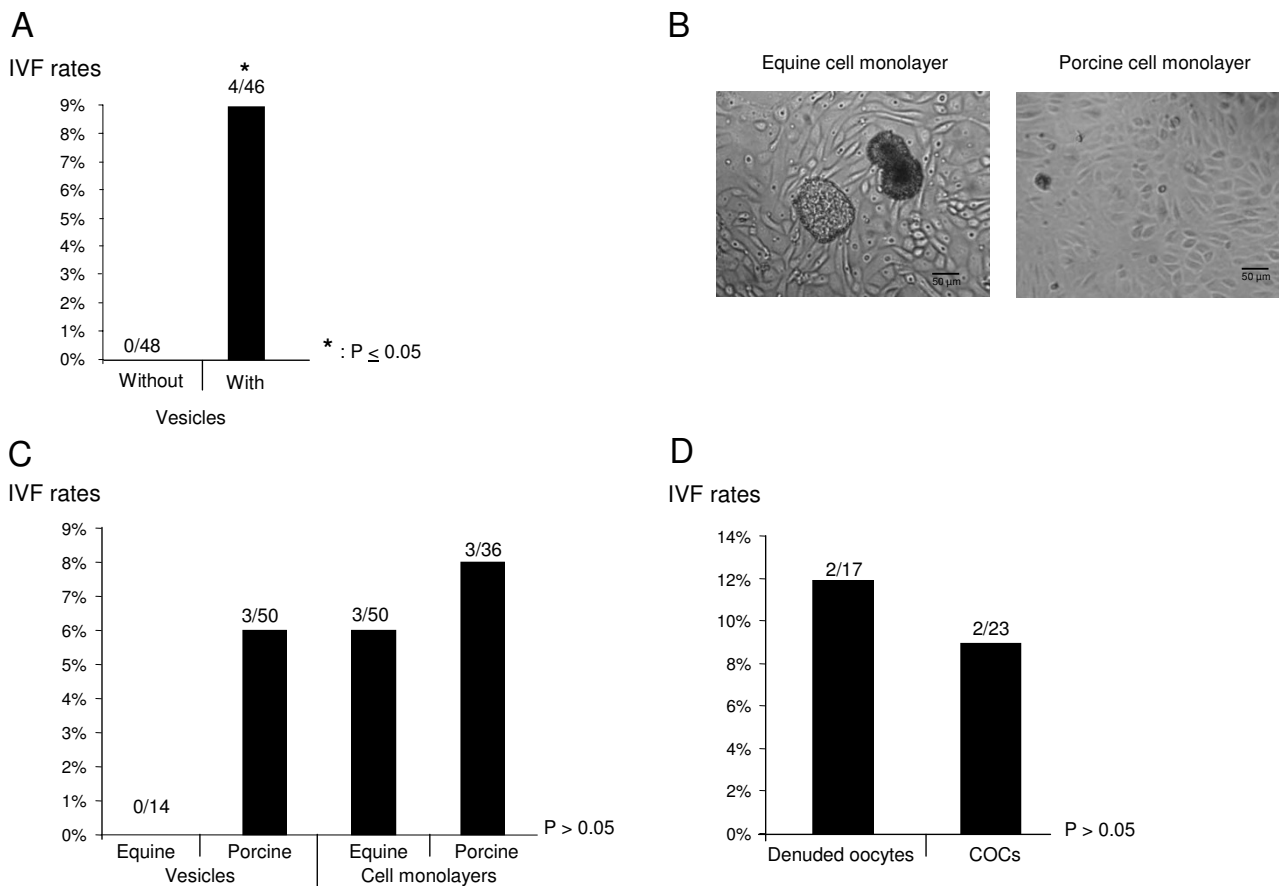 A
IVF rates
*
4/46
9%
8%
7%
6%
5%
4%
3%
2%
1%
0%
0/48
* : P ≤ 0.05
Without
With
Vesicles
B
Equine cell monolayer
Porcine cell monolayer
50 µm
50 µm
C
IVF rates
9%
8%
7%
6%
5%
4%
3%
2%
1%
0%
0/14
3/50
3/50
3/36
P > 0.05
Equine
Porcine
Equine
Porcine
Vesicles
Cell monolayers
D
IVF rates
14%
12%
10%
8%
6%
4%
2%
0%
2/17
2/23
P > 0.05
Denuded oocytes
COCs